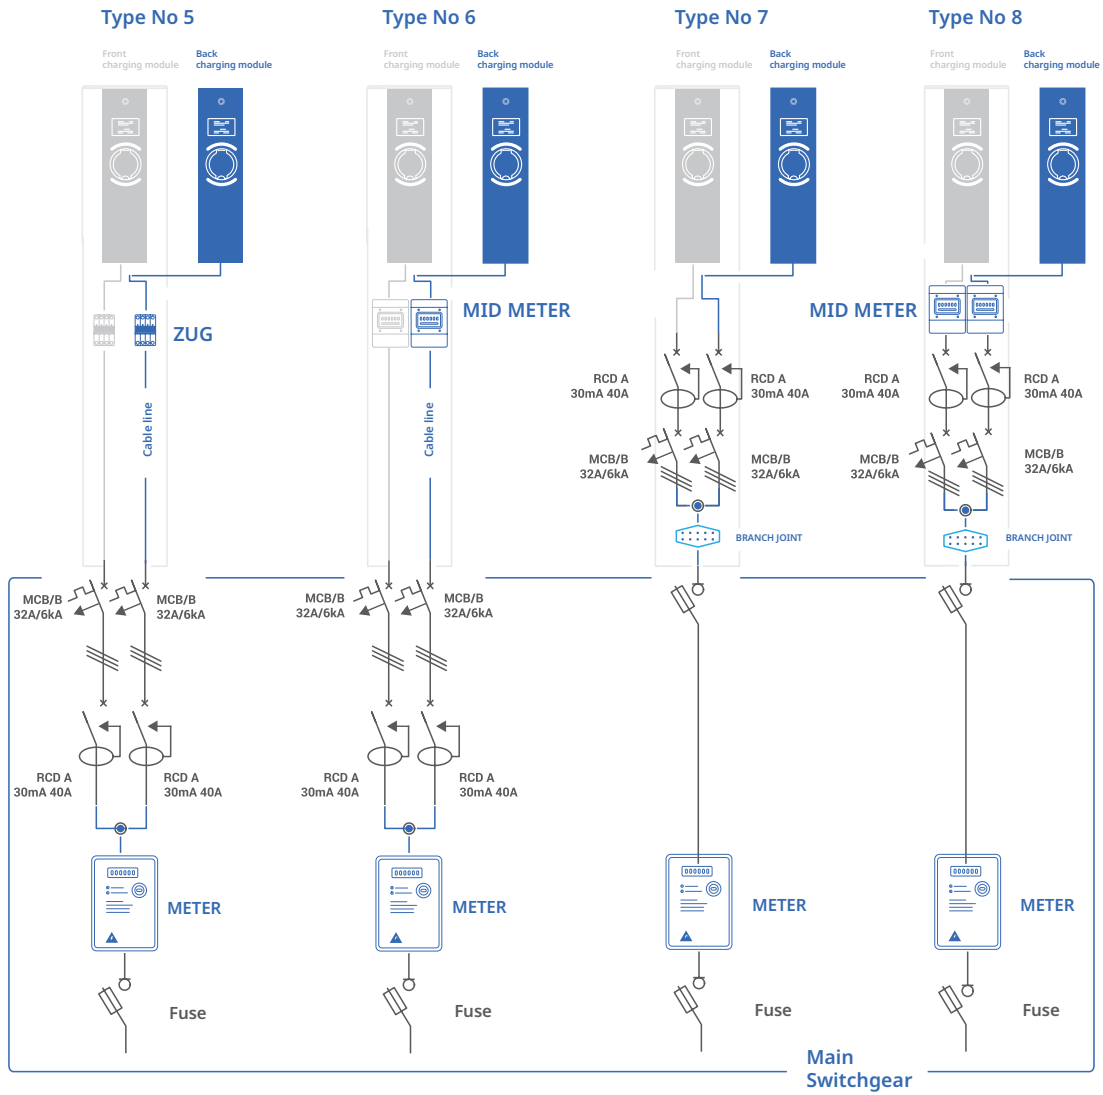 Type No 5
Type No 6
Type No 7
Type No 8
Front
charging module
Back
charging module
Front
charging module
Back
charging module
Front
charging module
Back
charging module
Front
charging module
Back
charging module
ZUG
MID METER
MID METER
Cable line
Cable line
RCD A
30mA 40A
RCD A
30mA 40A
RCD A
30mA 40A
RCD A
30mA 40A
MCB/B
32A/6kA
MCB/B
32A/6kA
MCB/B
32A/6kA
MCB/B
32A/6kA
BRANCH JOINT
BRANCH JOINT
MCB/B
32A/6kA
MCB/B
32A/6kA
MCB/B
32A/6kA
MCB/B
32A/6kA
RCD A
30mA 40A
RCD A
30mA 40A
RCD A
30mA 40A
RCD A
30mA 40A
METER
METER
METER
METER
Fuse
Fuse
Fuse
Fuse
Main
Switchgear